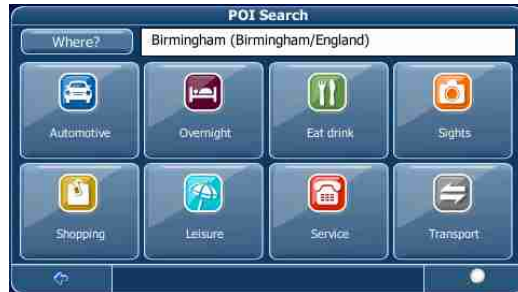 POI Search
Where? Birmingham (Birmingham/England)
Automotive Overnight Eat drink Sights
Shopping Leisure Service Transport